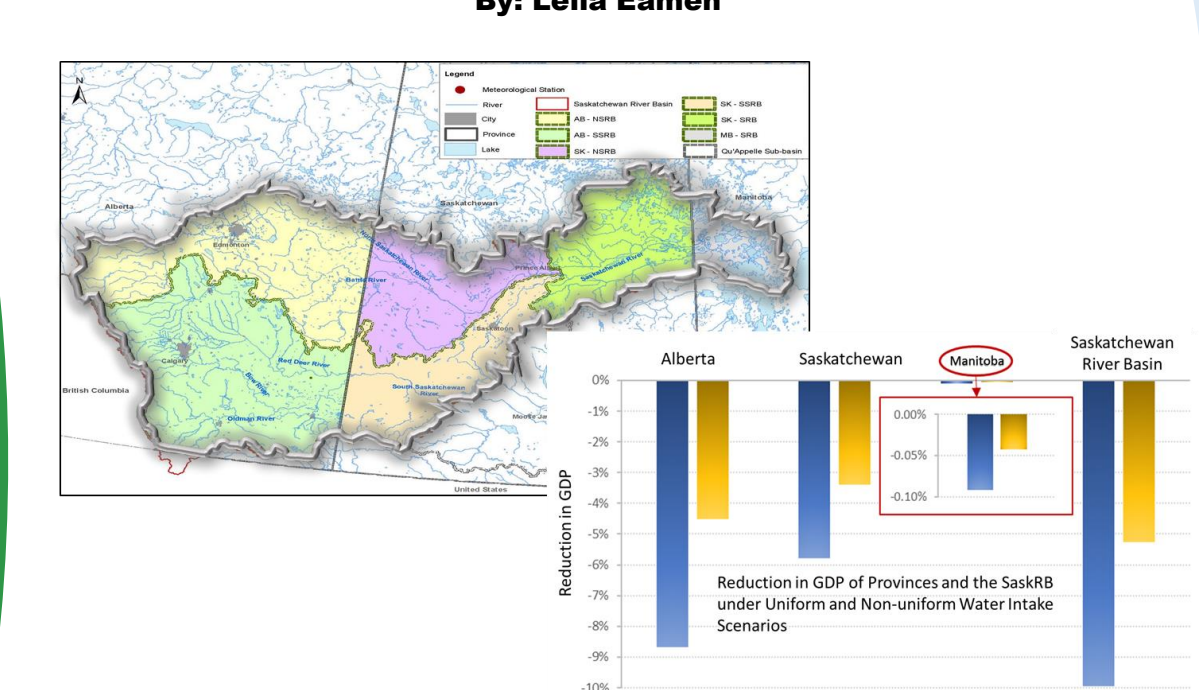 By: Leila Eamen
N
Legend
Meteorological Station
River
City
Province
Lake
Saskatchewan River Basin
AB - NSRB
AB - SSRB
SK - NSRB
SK - SSRB
SK - SRB
MB - SRB
Qu'Appelle Sub-basin
Alberta
Saskatchewan
Manitoba
Edmonton
North Saskatchewan River
Battle River
Prince Albert
Saskatchewan River
Saskatoon
Calgary
Red Deer River
Bow River
British Columbia
South Saskatchewan
River
Oldman River
Moose Ja
United States
Alberta
Saskatchewan
Manitoba
Saskatchewan
River Basin
0%
-1%
-2%
-3%
-4%
-5%
-6%
-7%
-8%
-9%
-10%
Reduction in GDP
0.00%
-0.05%
-0.10%
Reduction in GDP of Provinces and the SaskRB
under Uniform and Non-uniform Water Intake
Scenarios